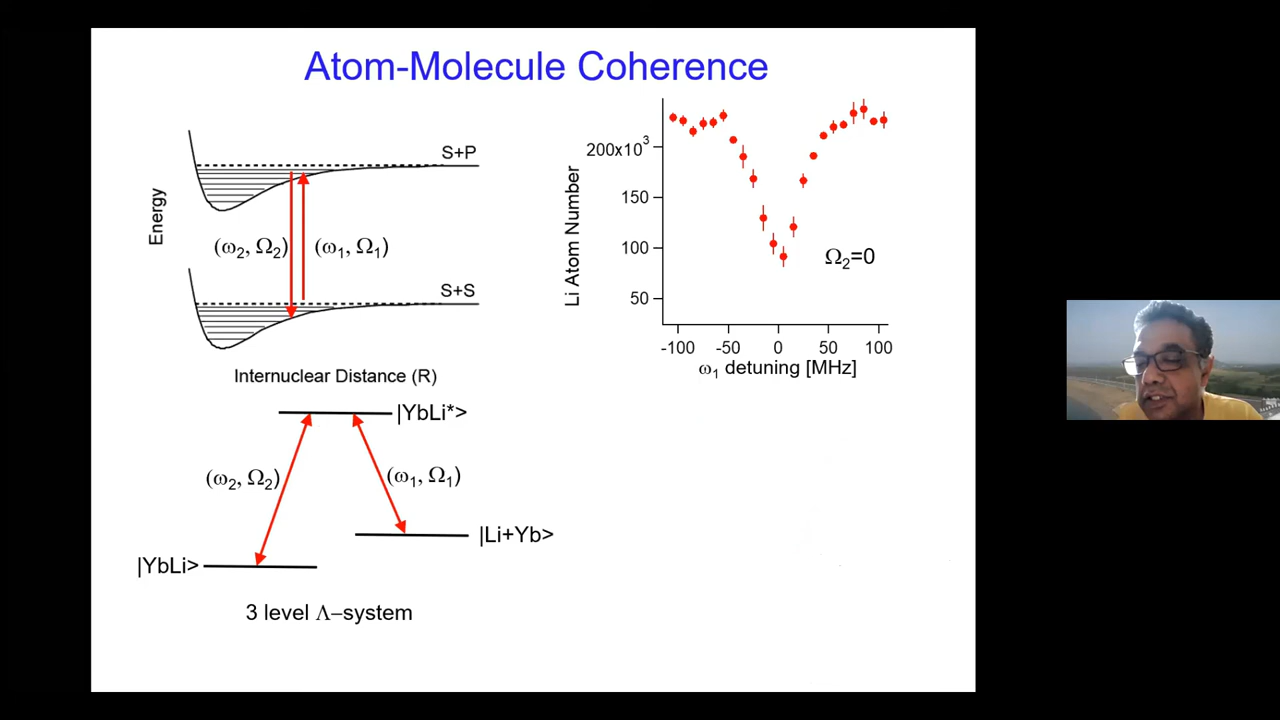 Atom-Molecule Coherence
S+P
Energy
(ω₂, Ω₂)
(ω₁, Ω₁)
S+S
Internuclear Distance (R)
|YbLi*>
(ω₂, Ω₂)
(ω₁, Ω₁)
|Li+Yb>
|YbLi>
3 level Λ–system
Li Atom Number
200x10³
150
100
50
Ω₂=0
-100 -50 0 50 100
ω₁ detuning [MHz]